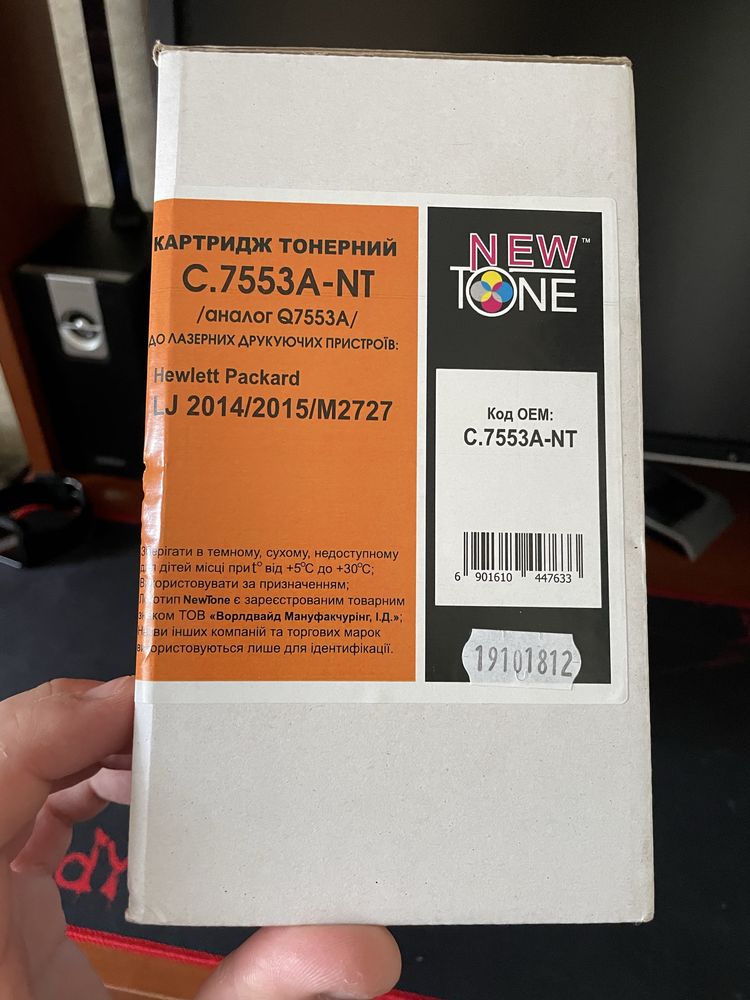 КАРТРИДЖ ТОНЕРНИЙ
C.7553A-NT
/аналог Q7553A/
ДО ЛАЗЕРНИХ ДРУКУЮЧИХ ПРИСТРОЇВ:
Hewlett Packard
LJ 2014/2015/M2727
Зберігати в темному, сухому, недоступному
для дітей місці при t° від +5°C до +30°C;
Використовувати за призначенням;
Логотип NewTone є зареєстрованим товарним
знаком ТОВ «Ворлдвайд Мануфакчурінг, І.Д.»;
Назви інших компаній та торгових марок
використовуються лише для ідентифікації.
NEW™
TONE
Код OEM:
C.7553A-NT
6 901610 447633
19101812